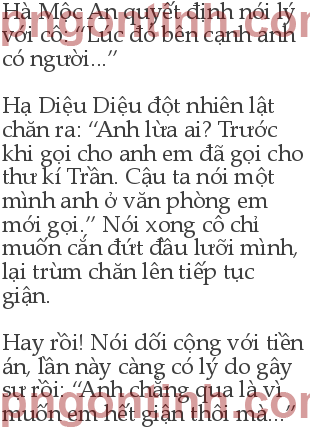 Hà Mộc An quyết định nói lý
với cô: “Lúc đó bên cạnh anh
có người...”
Hạ Diệu Diệu đột nhiên lật
chăn ra: “Anh lừa ai? Trước
khi gọi cho anh em đã gọi cho
thư kí Trần. Cậu ta nói một
mình anh ở văn phòng em
mới gọi.” Nói xong cô chỉ
muốn cắn đứt đầu lưỡi mình,
lại trùm chăn lên tiếp tục
giận.
Hay rồi! Nói dối cộng với tiền
án, lần này càng có lý do gây
sự rồi: “Anh chẳng qua là vì
muốn em hết giận thôi mà...”